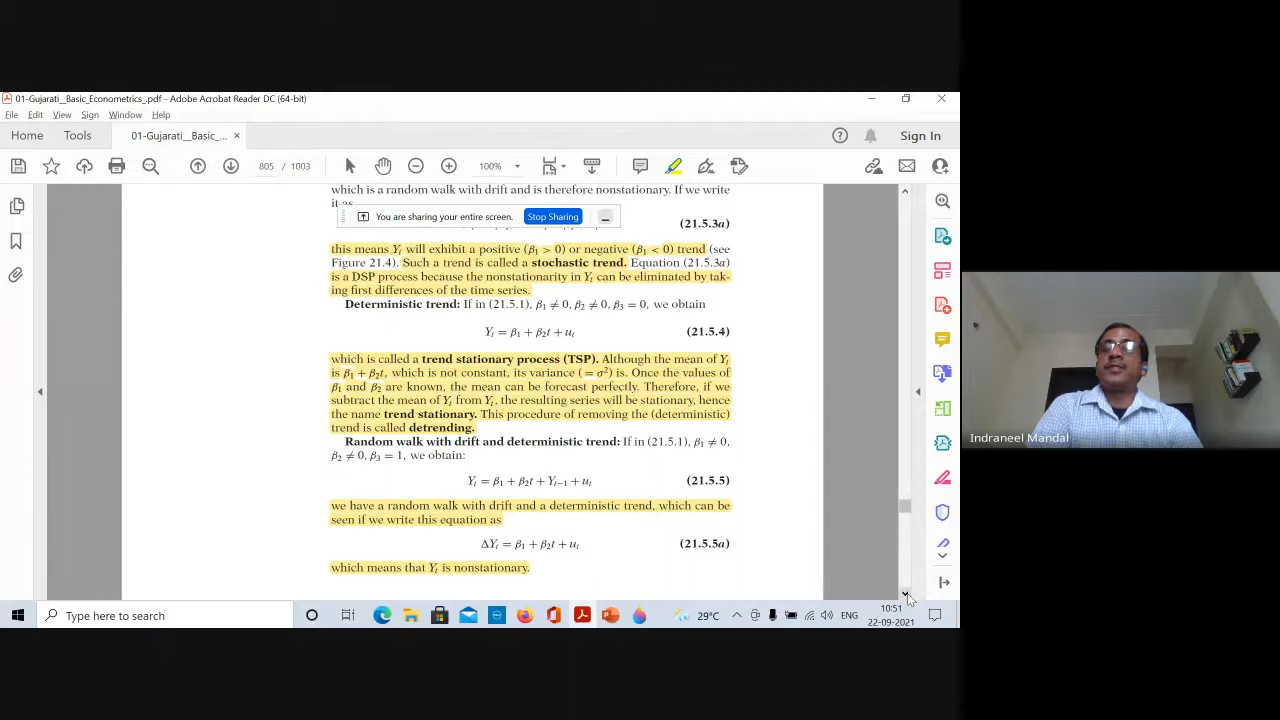 01-Gujarati__Basic_Econometrics_.pdf - Adobe Acrobat Reader DC (64-bit)
File Edit View Sign Window Help
Home Tools 01-Gujarati__Basic_... × Sign In
805 / 1003 100%
which is a random walk with drift and is therefore nonstationary. If we write
it as
You are sharing your entire screen. Stop Sharing
(21.5.3a)
this means Yt will exhibit a positive (β1 > 0) or negative (β1 < 0) trend (see
Figure 21.4). Such a trend is called a stochastic trend. Equation (21.5.3a)
is a DSP process because the nonstationarity in Yt can be eliminated by tak-
ing first differences of the time series.
Deterministic trend: If in (21.5.1), β1 ≠ 0, β2 ≠ 0, β3 = 0, we obtain
Yt = β1 + β2t + ut (21.5.4)
which is called a trend stationary process (TSP). Although the mean of Yt
is β1 + β2t, which is not constant, its variance (= σ²) is. Once the values of
β1 and β2 are known, the mean can be forecast perfectly. Therefore, if we
subtract the mean of Yt from Yt, the resulting series will be stationary, hence
the name trend stationary. This procedure of removing the (deterministic)
trend is called detrending.
Random walk with drift and deterministic trend: If in (21.5.1), β1 ≠ 0,
β2 ≠ 0, β3 = 1, we obtain:
Yt = β1 + β2t + Yt−1 + ut (21.5.5)
we have a random walk with drift and a deterministic trend, which can be
seen if we write this equation as
ΔYt = β1 + β2t + ut (21.5.5a)
which means that Yt is nonstationary.
Indraneel Mandal
Type here to search 29°C ENG 10:51
22-09-2021